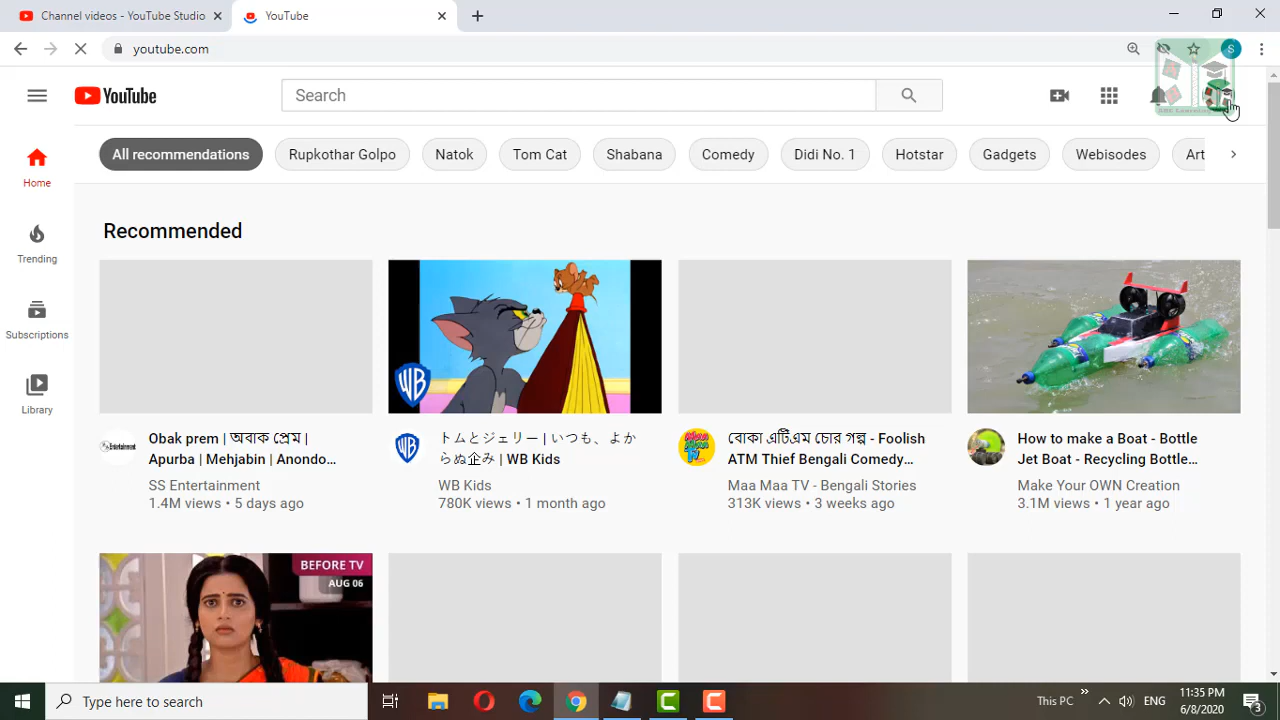 Channel videos - YouTube Studio
YouTube
youtube.com
S
YouTube
Search
All recommendations
Rupkothar Golpo
Natok
Tom Cat
Shabana
Comedy
Didi No. 1
Hotstar
Gadgets
Webisodes
Art
Home
Trending
Subscriptions
Library
Recommended
WB
Obak prem | অবাক প্রেম |
Apurba | Mehjabin | Anondo...
SS Entertainment
1.4M views • 5 days ago
WB
トムとジェリー | いつも、よか
らぬ企み | WB Kids
WB Kids
780K views • 1 month ago
বোকা এটিএম চোর গল্প - Foolish
ATM Thief Bengali Comedy...
Maa Maa TV - Bengali Stories
313K views • 3 weeks ago
How to make a Boat - Bottle
Jet Boat - Recycling Bottle...
Make Your OWN Creation
3.1M views • 1 year ago
BEFORE TV
AUG 06
Type here to search
This PC
ENG
11:35 PM
6/8/2020
3